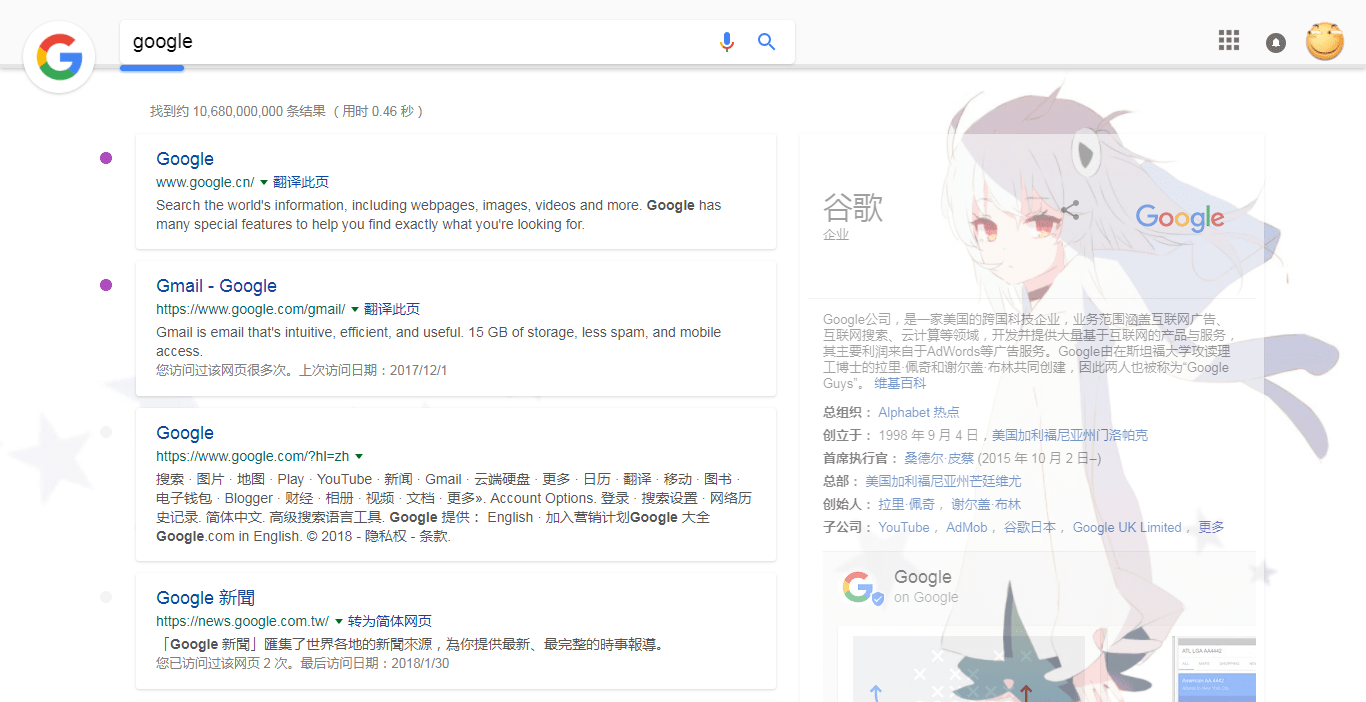 google
找到约 10,680,000,000 条结果 （用时 0.46 秒）
Google
www.google.cn/ 翻译此页
Search the world's information, including webpages, images, videos and more. Google has
many special features to help you find exactly what you're looking for.
Gmail - Google
https://www.google.com/gmail/ 翻译此页
Gmail is email that's intuitive, efficient, and useful. 15 GB of storage, less spam, and mobile
access.
您访问过该网页很多次。上次访问日期：2017/12/1
Google
https://www.google.com/?hl=zh
搜索 · 图片 · 地图 · Play · YouTube · 新闻 · Gmail · 云端硬盘 · 更多 · 日历 · 翻译 · 移动 · 图书 ·
电子钱包 · Blogger · 财经 · 相册 · 视频 · 文档 · 更多». Account Options. 登录 · 搜索设置 · 网络历
史记录. 简体中文. 高级搜索语言工具. Google 提供： English · 加入营销计划Google 大全
Google.com in English. © 2018 - 隐私权 - 条款.
Google 新聞
https://news.google.com.tw/ 转为简体网页
「Google 新聞」匯集了世界各地的新聞來源，為你提供最新、最完整的時事報導。
您已访问过该网页 2 次。最后访问日期：2018/1/30
谷歌
企业
Google
Google公司，是一家美国的跨国科技企业，业务范围涵盖互联网广告、
互联网搜索、云计算等领域，开发并提供大量基于互联网的产品与服务，
其主要利润来自于AdWords等广告服务。Google由在斯坦福大学攻读理
工博士的拉里·佩奇和谢尔盖·布林共同创建，因此两人也被称为“Google
Guys”。 维基百科
总组织： Alphabet 热点
创立于： 1998 年 9 月 4 日，美国加利福尼亚州门洛帕克
首席执行官： 桑德尔·皮蔡 (2015 年 10 月 2 日–)
总部： 美国加利福尼亚州芒廷维尤
创始人： 拉里·佩奇， 谢尔盖·布林
子公司： YouTube， AdMob， 谷歌日本， Google UK Limited， 更多
Google
on Google